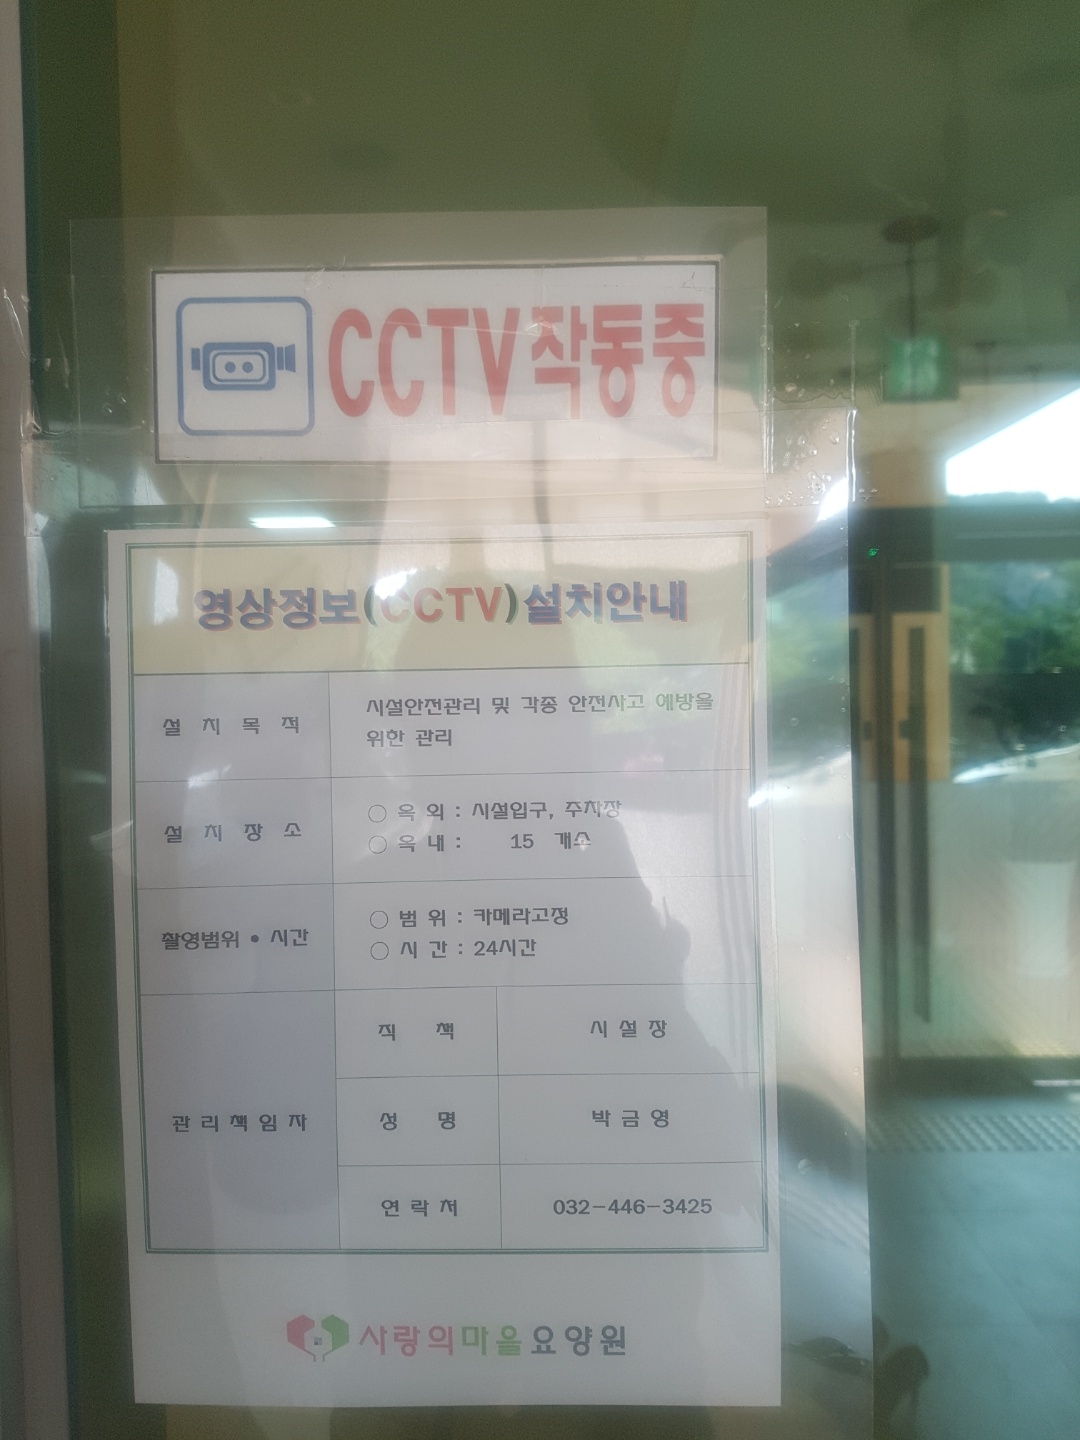 CCTV작동중
영상정보(CCTV)설치안내
설 치 목 적
시설안전관리 및 각종 안전사고 예방을
위한 관리
설 치 장 소
○ 옥 외 : 시설입구, 주차장
○ 옥 내 : 15 개소
촬영범위 • 시간
○ 범 위 : 카메라고정
○ 시 간 : 24시간
관 리 책 임 자
직 책
시 설 장
성 명
박 금 영
연 락 처
032-446-3425
사랑의마을요양원